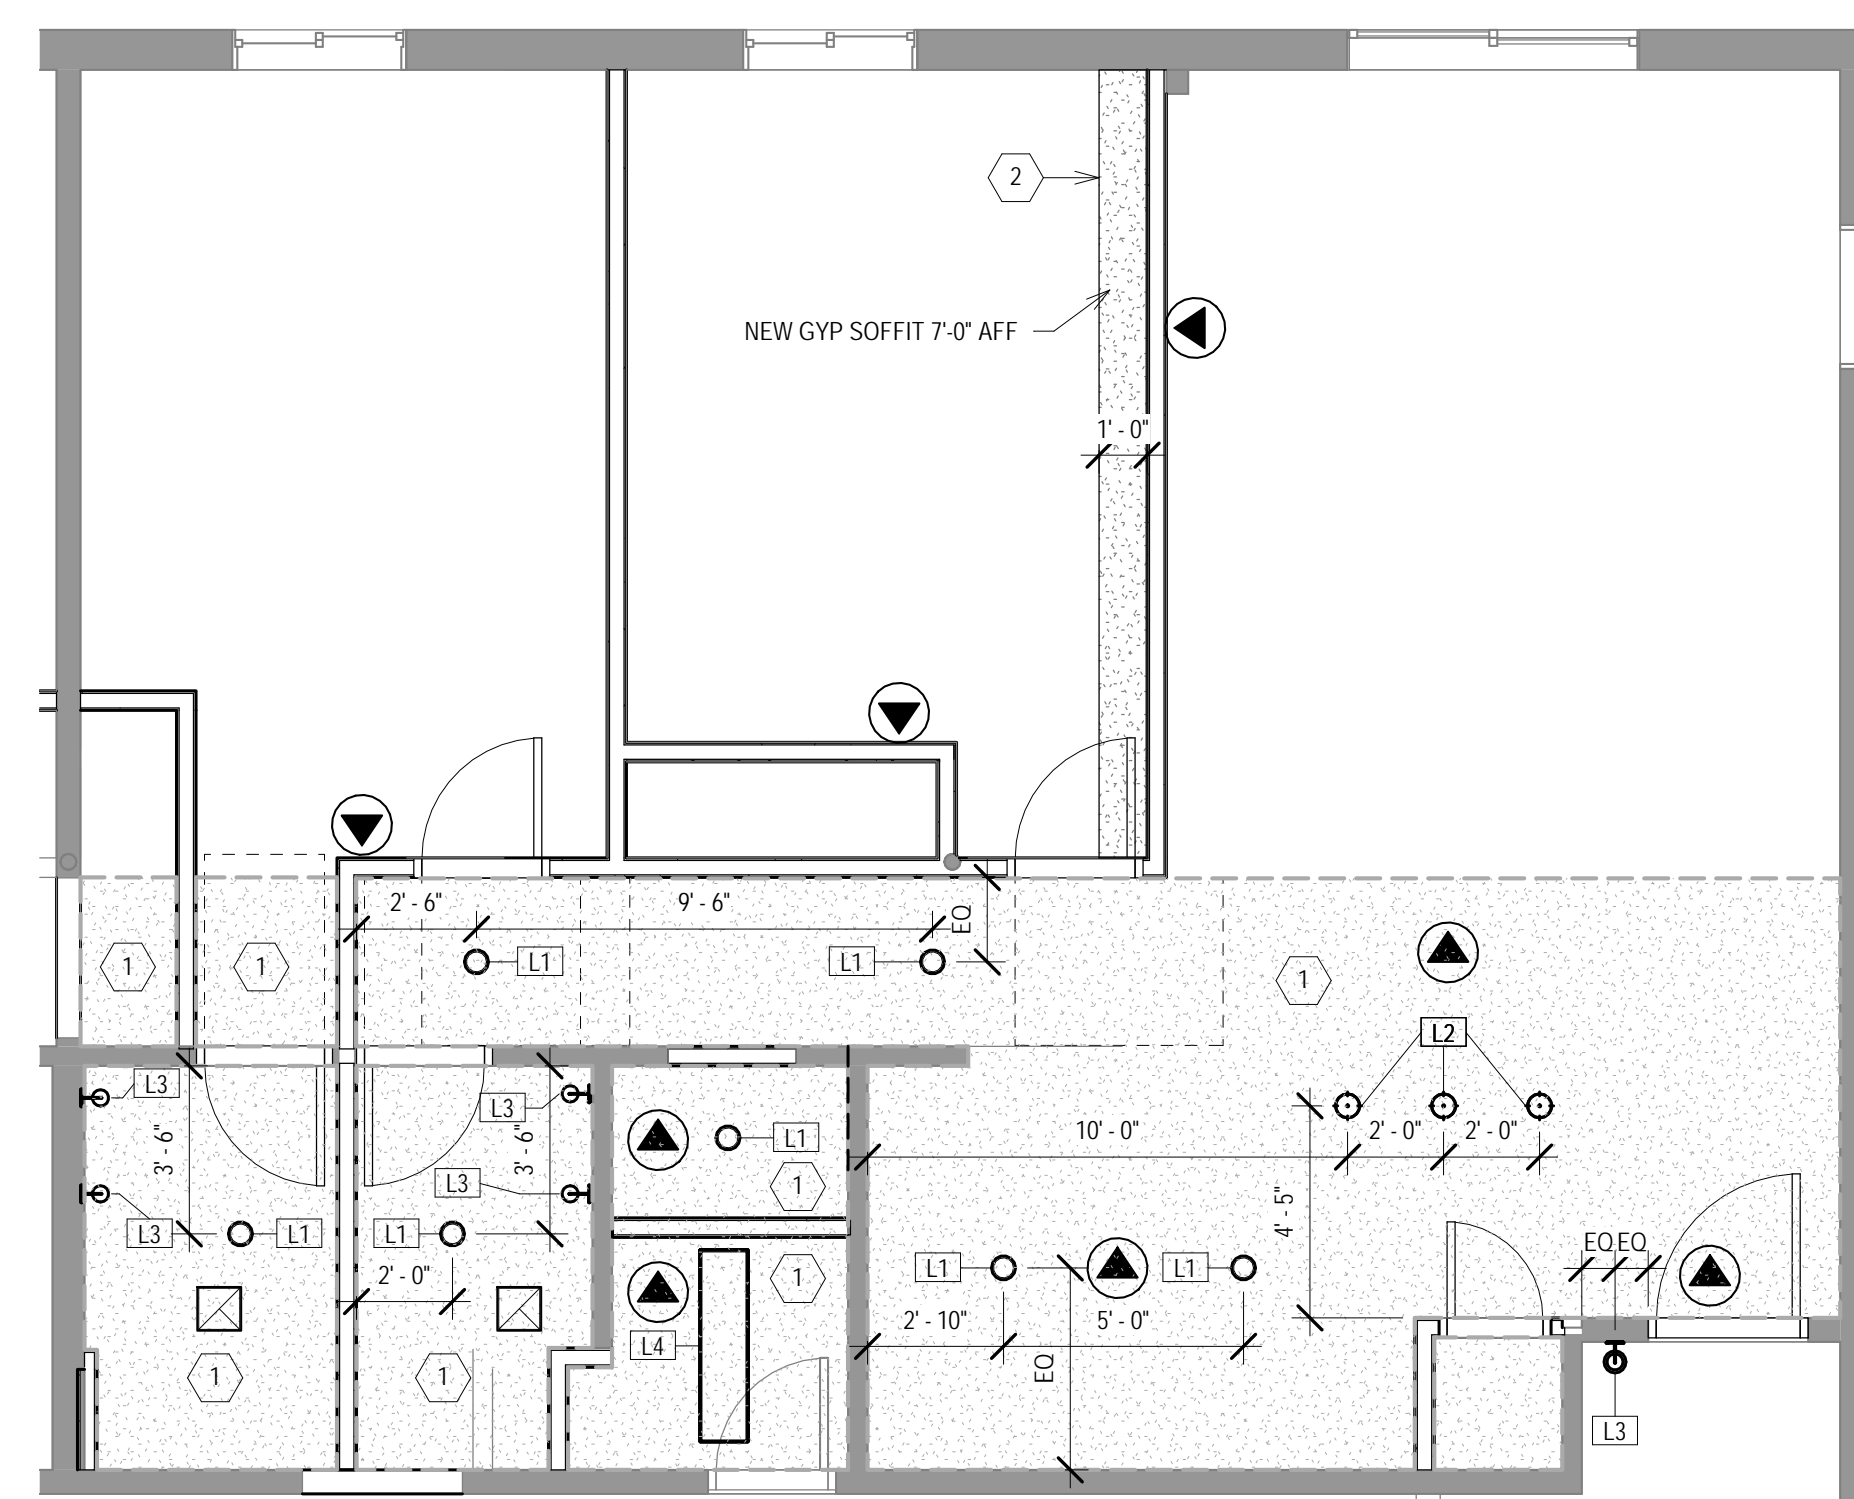 2
NEW GYP SOFFIT 7'-0" AFF
1' - 0"
2' - 6"
9' - 6"
EQ
1
1
L1
L1
1
L2
L3
L3
3' - 6"
3' - 6"
L1
10' - 0"
2' - 0"
2' - 0"
L3
1
L3
L1
L1
4' - 5"
EQ
EQ
2' - 0"
1
L1
L1
2' - 10"
5' - 0"
L4
EQ
1
1
L3